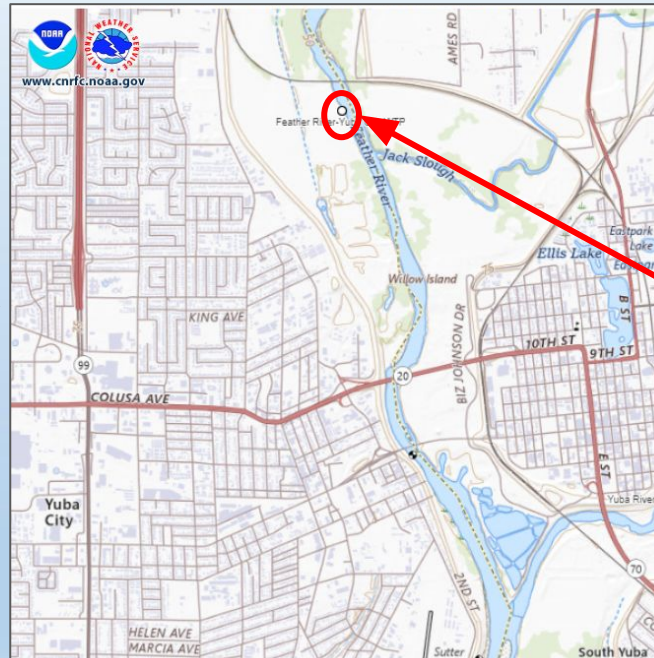 50
AMES RD
NOAA
NATIONAL WEATHER SERVICE
www.cnrfc.noaa.gov
Feather River
Jack Slough
Feather River
Eastpark
Lake
Ellis Lake
Willow Island
KING AVE
BIZ JOHNSON DR
B ST
10TH ST
9TH ST
99
20
COLUSA AVE
E ST
Yuba
City
Yuba River
70
2ND ST
HELEN AVE
MARCIA AVE
Sutter
South Yuba